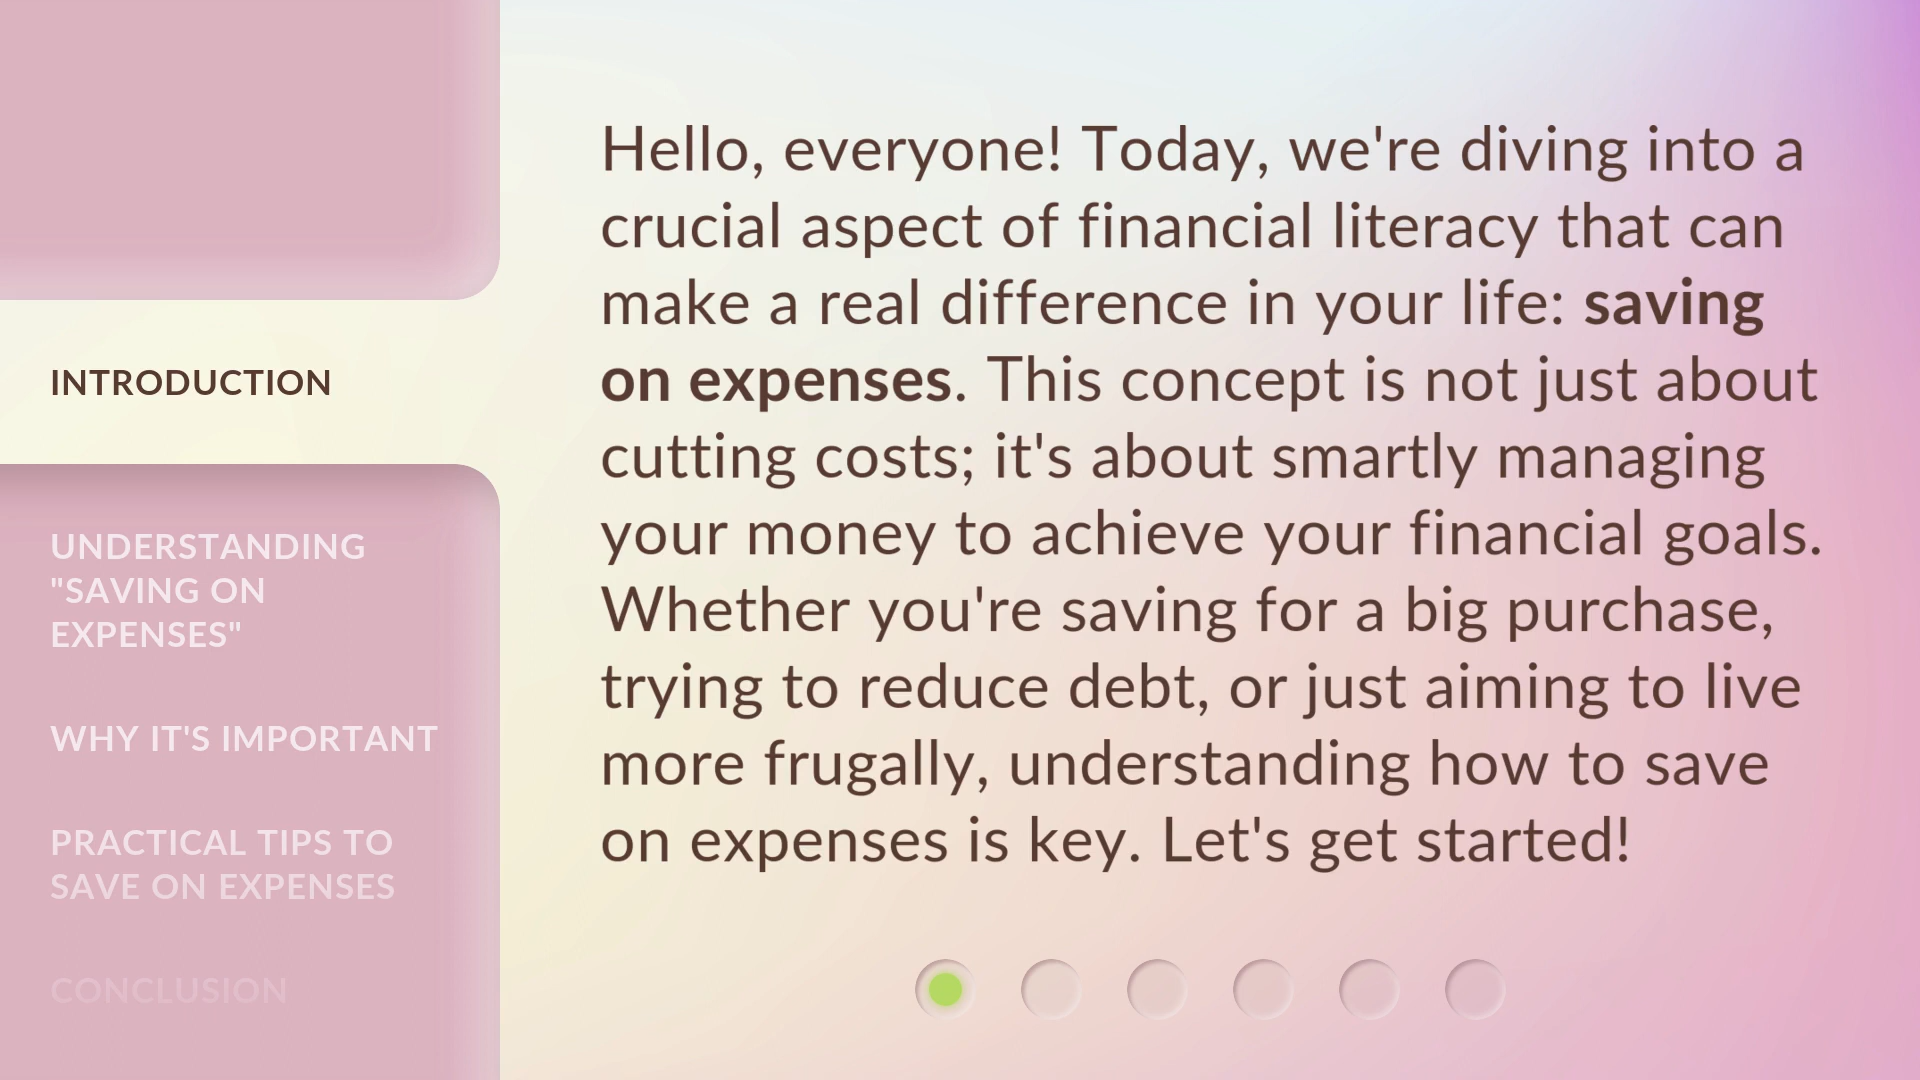 INTRODUCTION
UNDERSTANDING
"SAVING ON
EXPENSES"
WHY IT'S IMPORTANT
PRACTICAL TIPS TO
SAVE ON EXPENSES
CONCLUSION
Hello, everyone! Today, we're diving into a
crucial aspect of financial literacy that can
make a real difference in your life: saving
on expenses. This concept is not just about
cutting costs; it's about smartly managing
your money to achieve your financial goals.
Whether you're saving for a big purchase,
trying to reduce debt, or just aiming to live
more frugally, understanding how to save
on expenses is key. Let's get started!